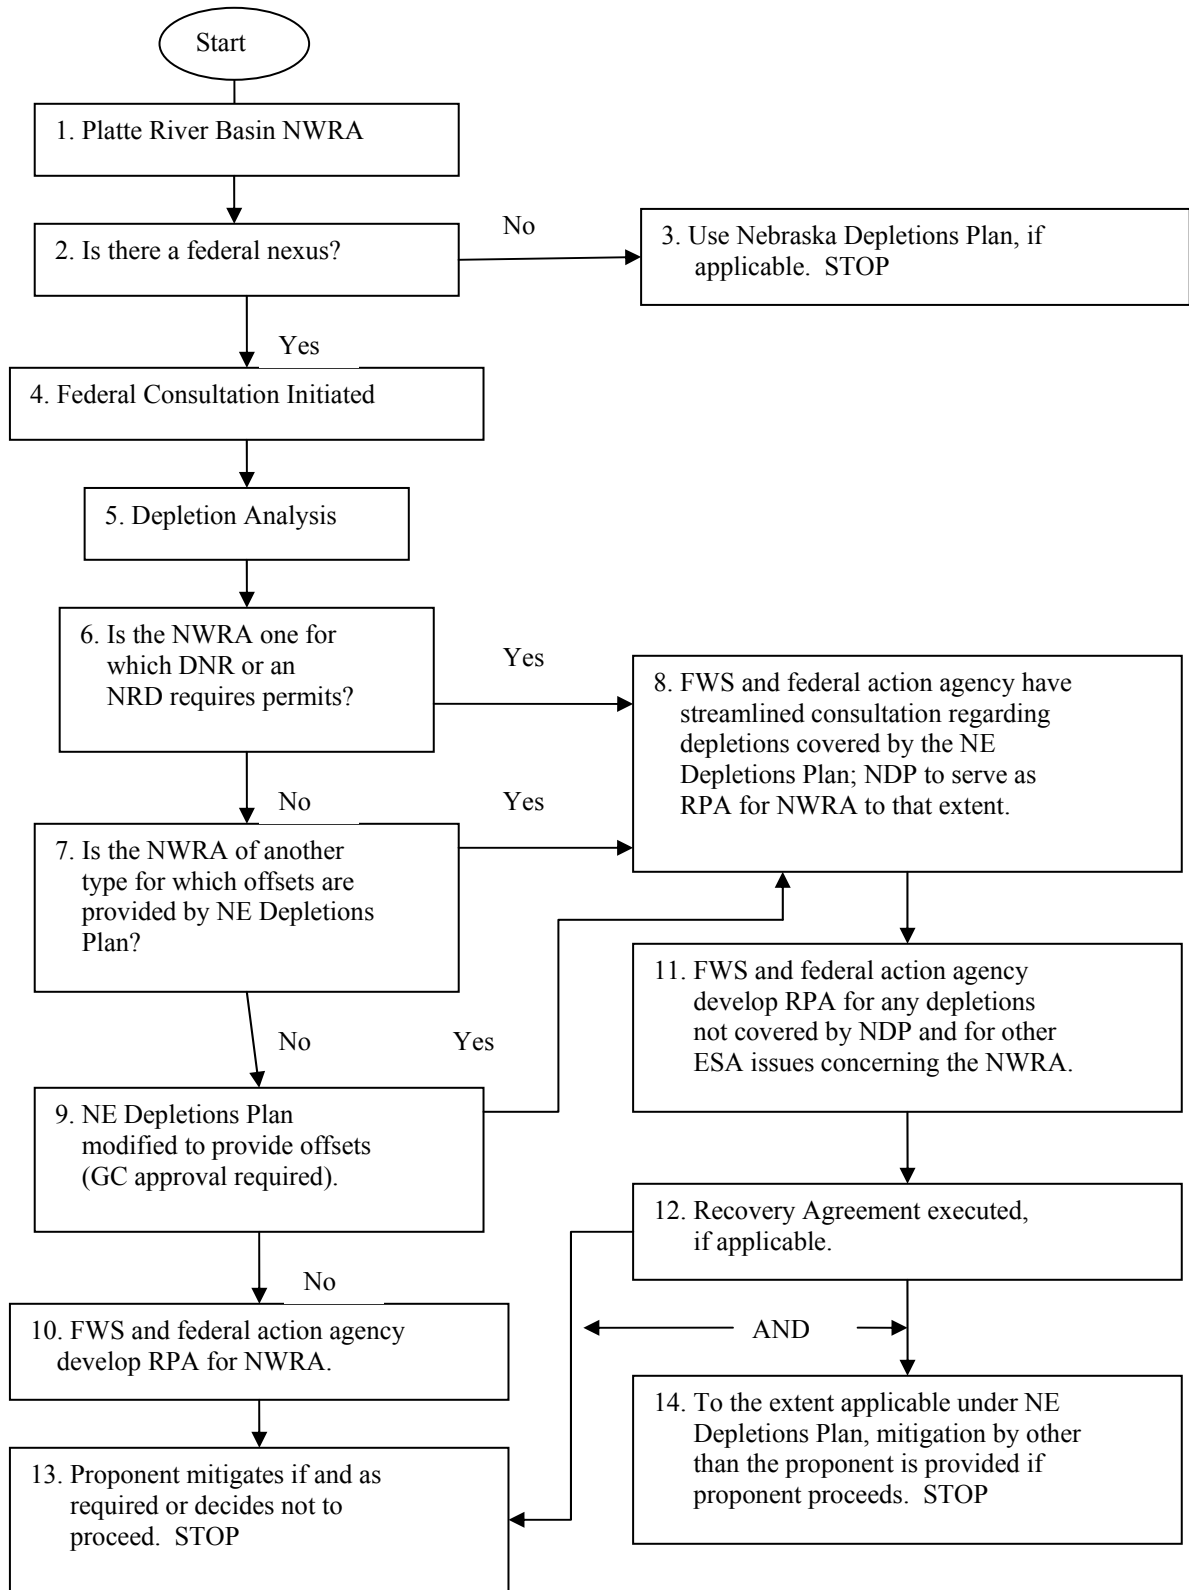 Start
1. Platte River Basin NWRA
2. Is there a federal nexus?
No
3. Use Nebraska Depletions Plan, if
applicable. STOP
Yes
4. Federal Consultation Initiated
5. Depletion Analysis
6. Is the NWRA one for
which DNR or an
NRD requires permits?
Yes
8. FWS and federal action agency have
streamlined consultation regarding
depletions covered by the NE
Depletions Plan; NDP to serve as
RPA for NWRA to that extent.
No
Yes
7. Is the NWRA of another
type for which offsets are
provided by NE Depletions
Plan?
11. FWS and federal action agency
develop RPA for any depletions
not covered by NDP and for other
ESA issues concerning the NWRA.
No
Yes
9. NE Depletions Plan
modified to provide offsets
(GC approval required).
12. Recovery Agreement executed,
if applicable.
No
10. FWS and federal action agency
develop RPA for NWRA.
AND
14. To the extent applicable under NE
Depletions Plan, mitigation by other
than the proponent is provided if
proponent proceeds. STOP
13. Proponent mitigates if and as
required or decides not to
proceed. STOP